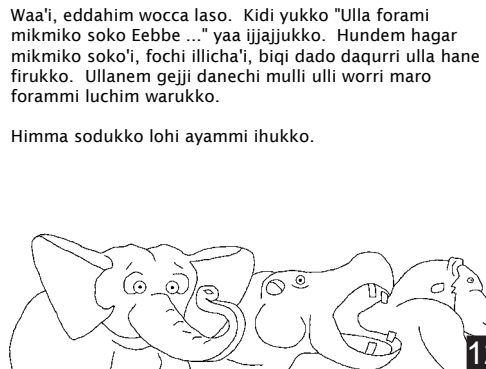 Waa'i, eddahim wocca laso.  Kidi yukko "Ulla forami
mikmiko soko Eebbe ..." yaa ijjajjukko.  Hundem hagar
mikmiko soko'i, fochi illicha'i, biqi dado daqurri ulla hane
firukko.  Ullanem gejji danechi mulli ulli worri maro
forammi luchim warukko.

Himma sodukko lohi ayammi ihukko.